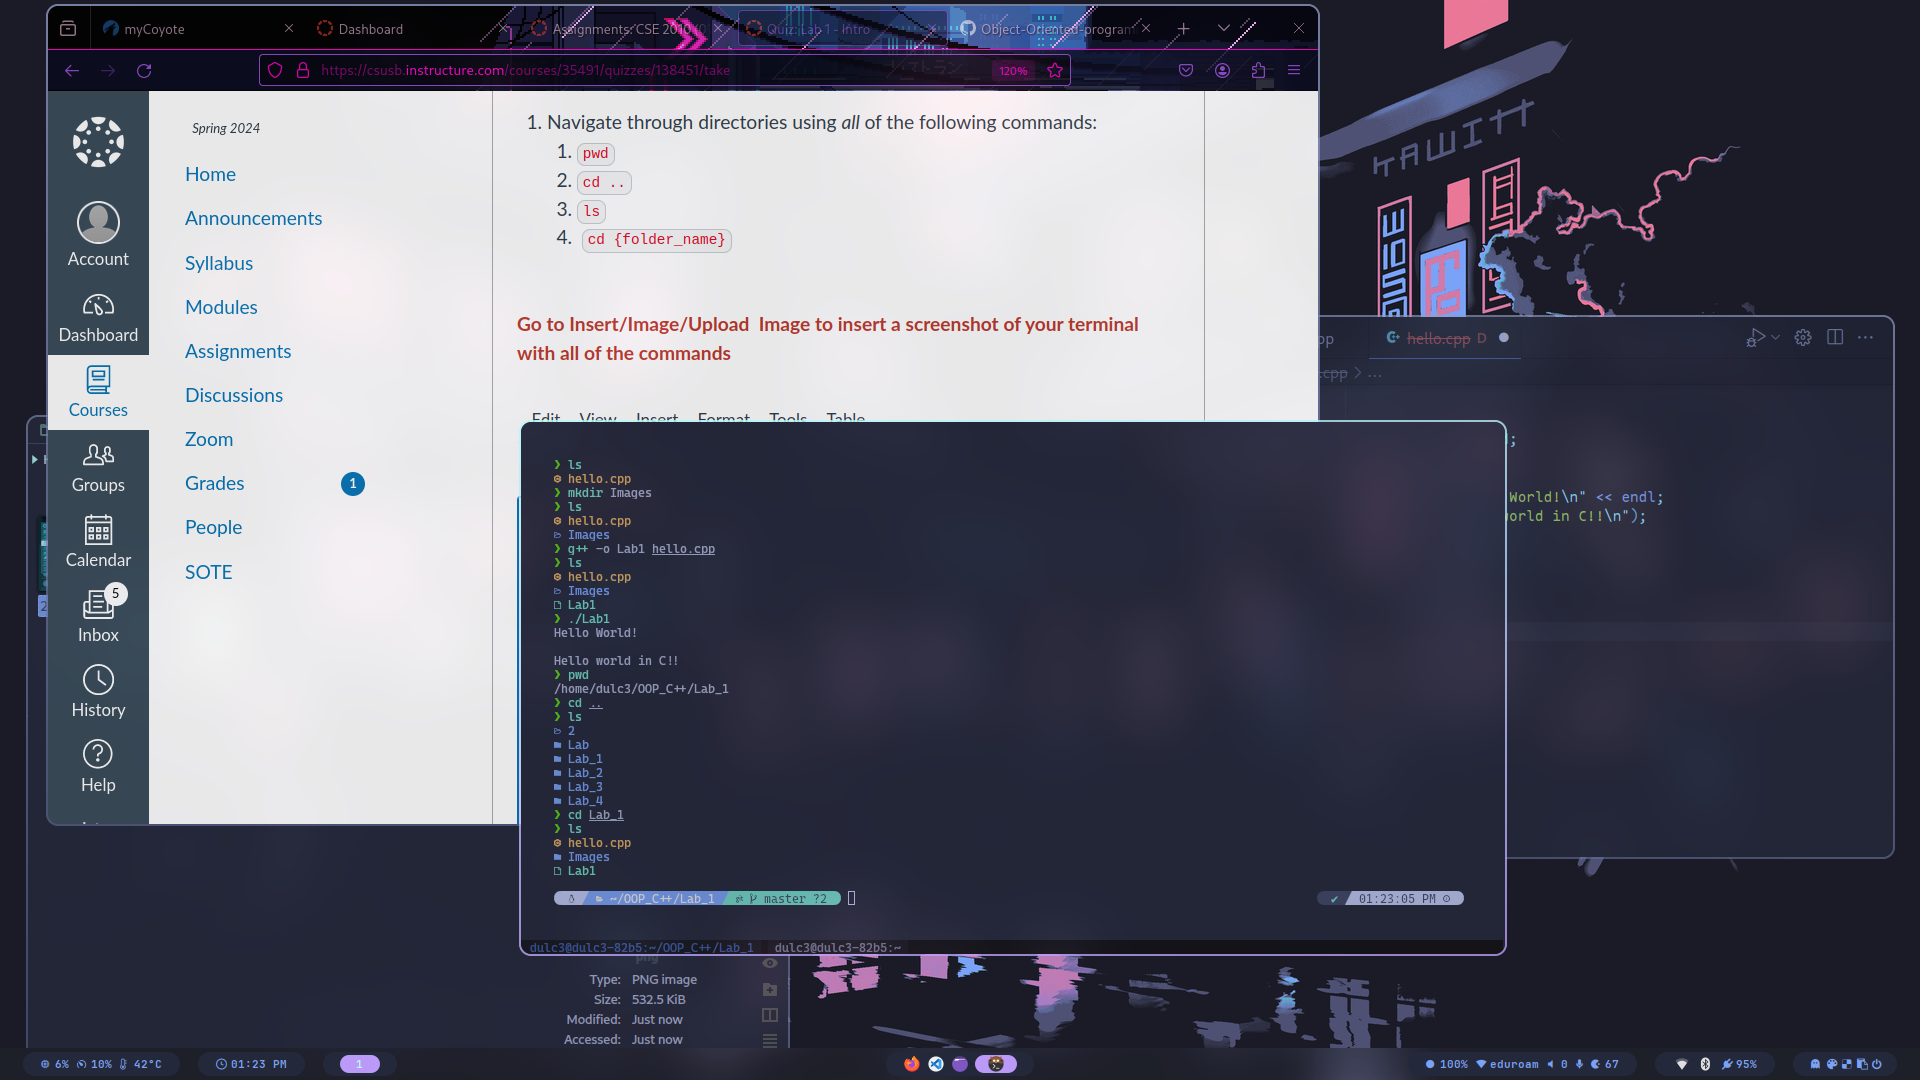 myCoyote
Dashboard
Assignments: CSE 2010
Quiz: Lab 1 - Intro
Object-Oriented-program
https://csusb.instructure.com/courses/35491/quizzes/138451/take
120%
Account
Dashboard
Courses
Groups
Calendar
5
Inbox
History
Help
Spring 2024
Home
Announcements
Syllabus
Modules
Assignments
Discussions
Zoom
Grades
1
People
SOTE
1. Navigate through directories using all of the following commands:
1. pwd
2. cd ..
3. ls
4. cd {folder_name}
Go to Insert/Image/Upload  Image to insert a screenshot of your terminal
with all of the commands
Edit View Insert Format Tools Table
pp
hello.cpp D
.cpp > ...
;
World!\n" << endl;
orld in C!!\n");
❯ ls
hello.cpp
❯ mkdir Images
❯ ls
hello.cpp
Images
❯ g++ -o Lab1 hello.cpp
❯ ls
hello.cpp
Images
Lab1
❯ ./Lab1
Hello World!
Hello world in C!!
❯ pwd
/home/dulc3/OOP_C++/Lab_1
❯ cd ..
❯ ls
2
Lab
Lab_1
Lab_2
Lab_3
Lab_4
❯ cd Lab_1
❯ ls
hello.cpp
Images
Lab1
~/OOP_C++/Lab_1 master ?2
✔ 01:23:05 PM
dulc3@dulc3-82b5:~/OOP_C++/Lab_1 dulc3@dulc3-82b5:~
png
Type: PNG image
Size: 532.5 KiB
Modified: Just now
Accessed: Just now
6% 10% 42°C
01:23 PM
1
100% eduroam 0 67
95%